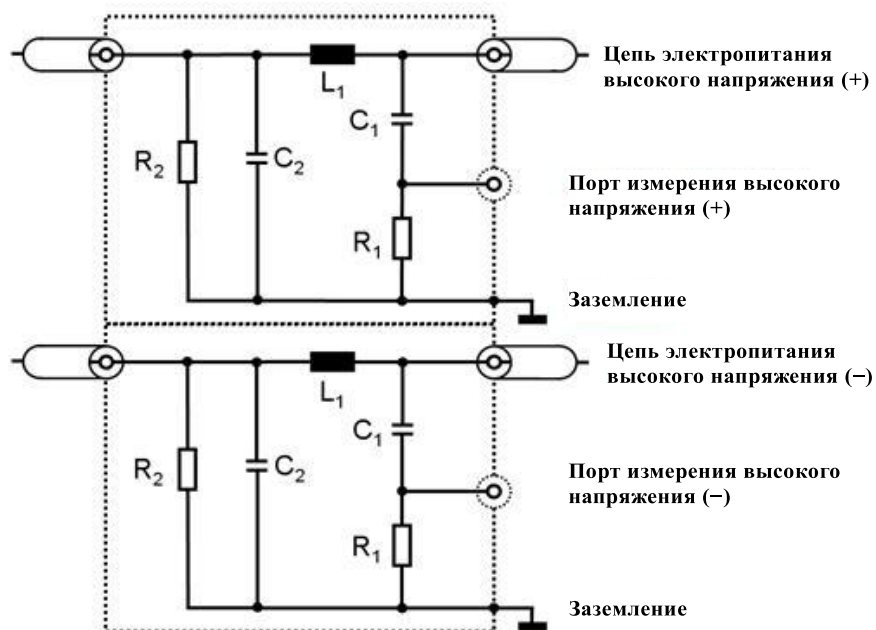 Цепь электропитания
высокого напряжения (+)
L1
C1
R2
C2
Порт измерения высокого
напряжения (+)
R1
Заземление
Цепь электропитания
высокого напряжения (−)
L1
C1
R2
C2
Порт измерения высокого
напряжения (−)
R1
Заземление